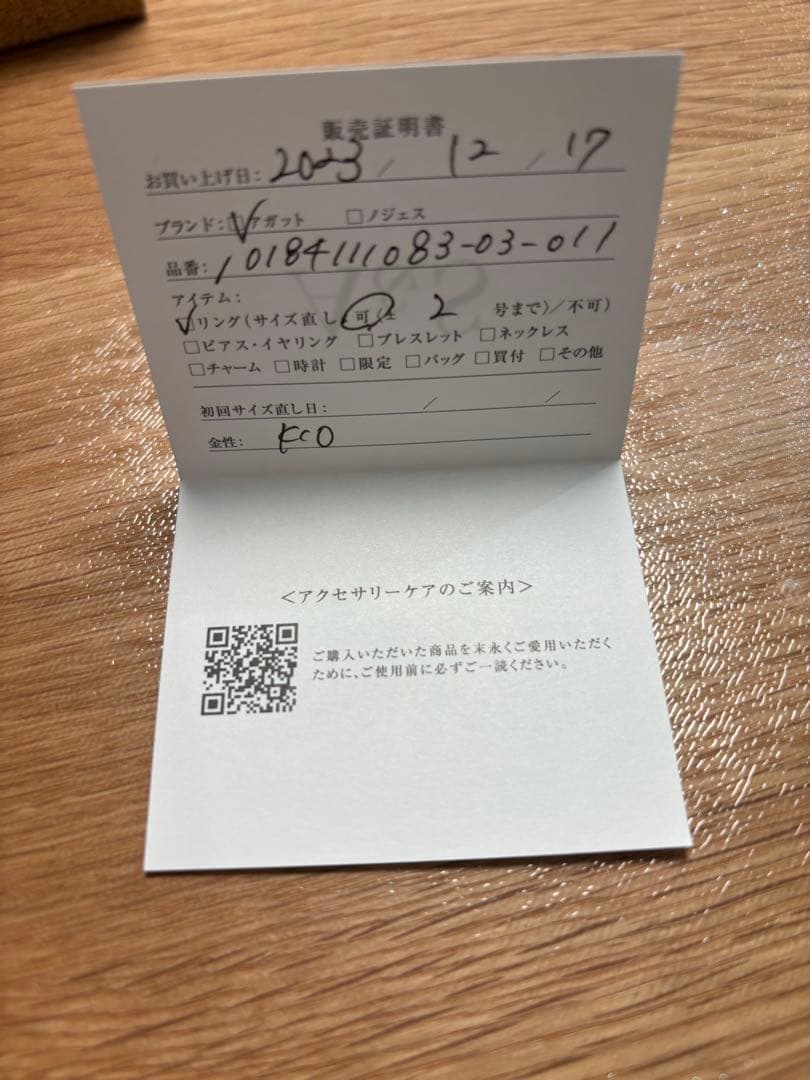 販売証明書
お買い上げ日: 2023 / 12 / 17
ブランド: □アガット □ノジェス
品番: 10184111083-03-011
アイテム:
□リング(サイズ直し 可(± 2 号まで)/不可)
□ピアス・イヤリング □ブレスレット □ネックレス
□チャーム □時計 □限定 □バッグ □買付 □その他
初回サイズ直し日: / /
金性:
<アクセサリーケアのご案内>
ご購入いただいた商品を末永くご愛用いただく
ために、ご使用前に必ずご一読ください。